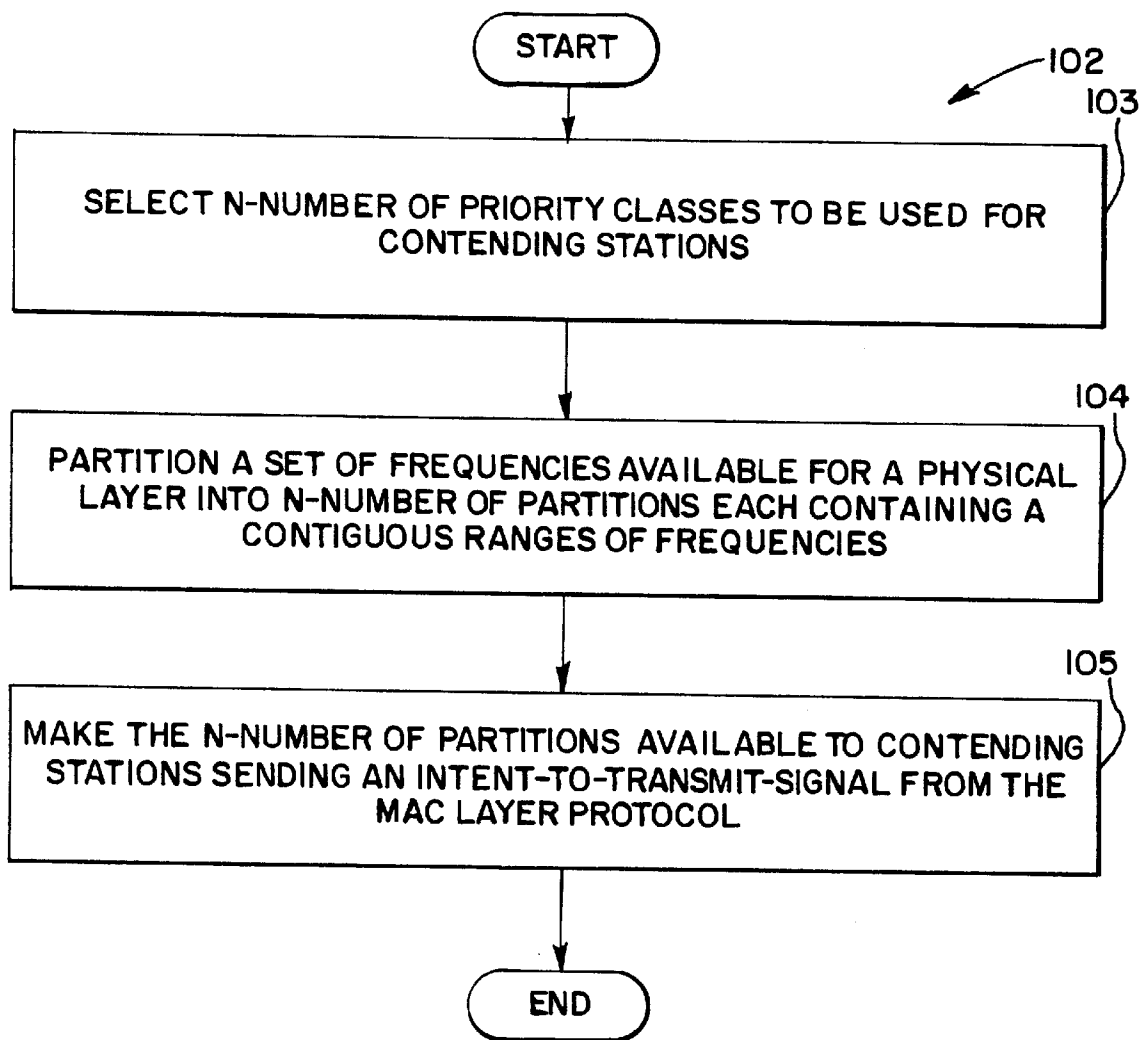 START
102
103
SELECT N-NUMBER OF PRIORITY CLASSES TO BE USED FOR
CONTENDING STATIONS
104
PARTITION A SET OF FREQUENCIES AVAILABLE FOR A PHYSICAL
LAYER INTO N-NUMBER OF PARTITIONS EACH CONTAINING A
CONTIGUOUS RANGES OF FREQUENCIES
105
MAKE THE N-NUMBER OF PARTITIONS AVAILABLE TO CONTENDING
STATIONS SENDING AN INTENT-TO-TRANSMIT-SIGNAL FROM THE
MAC LAYER PROTOCOL
END